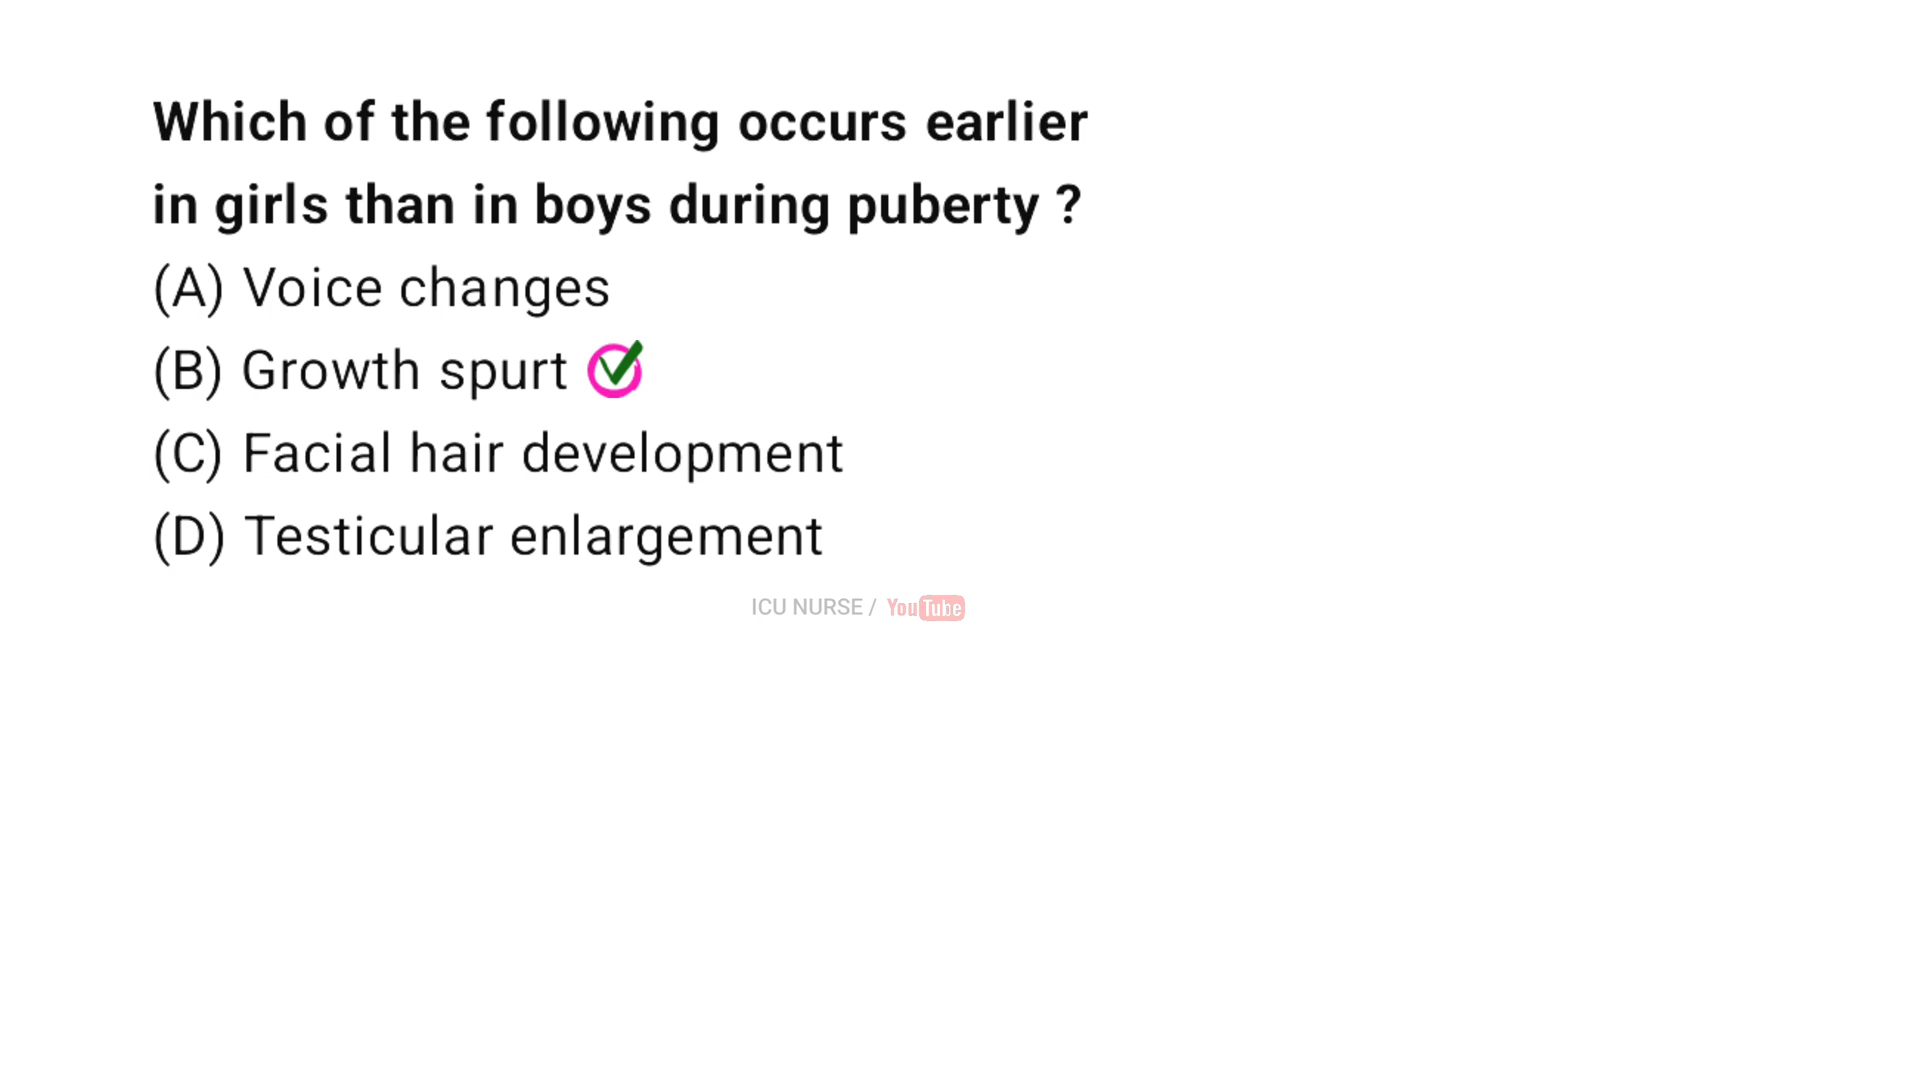 Which of the following occurs earlier
in girls than in boys during puberty ?
(A) Voice changes
(B) Growth spurt
(C) Facial hair development
(D) Testicular enlargement
ICU NURSE / YouTube